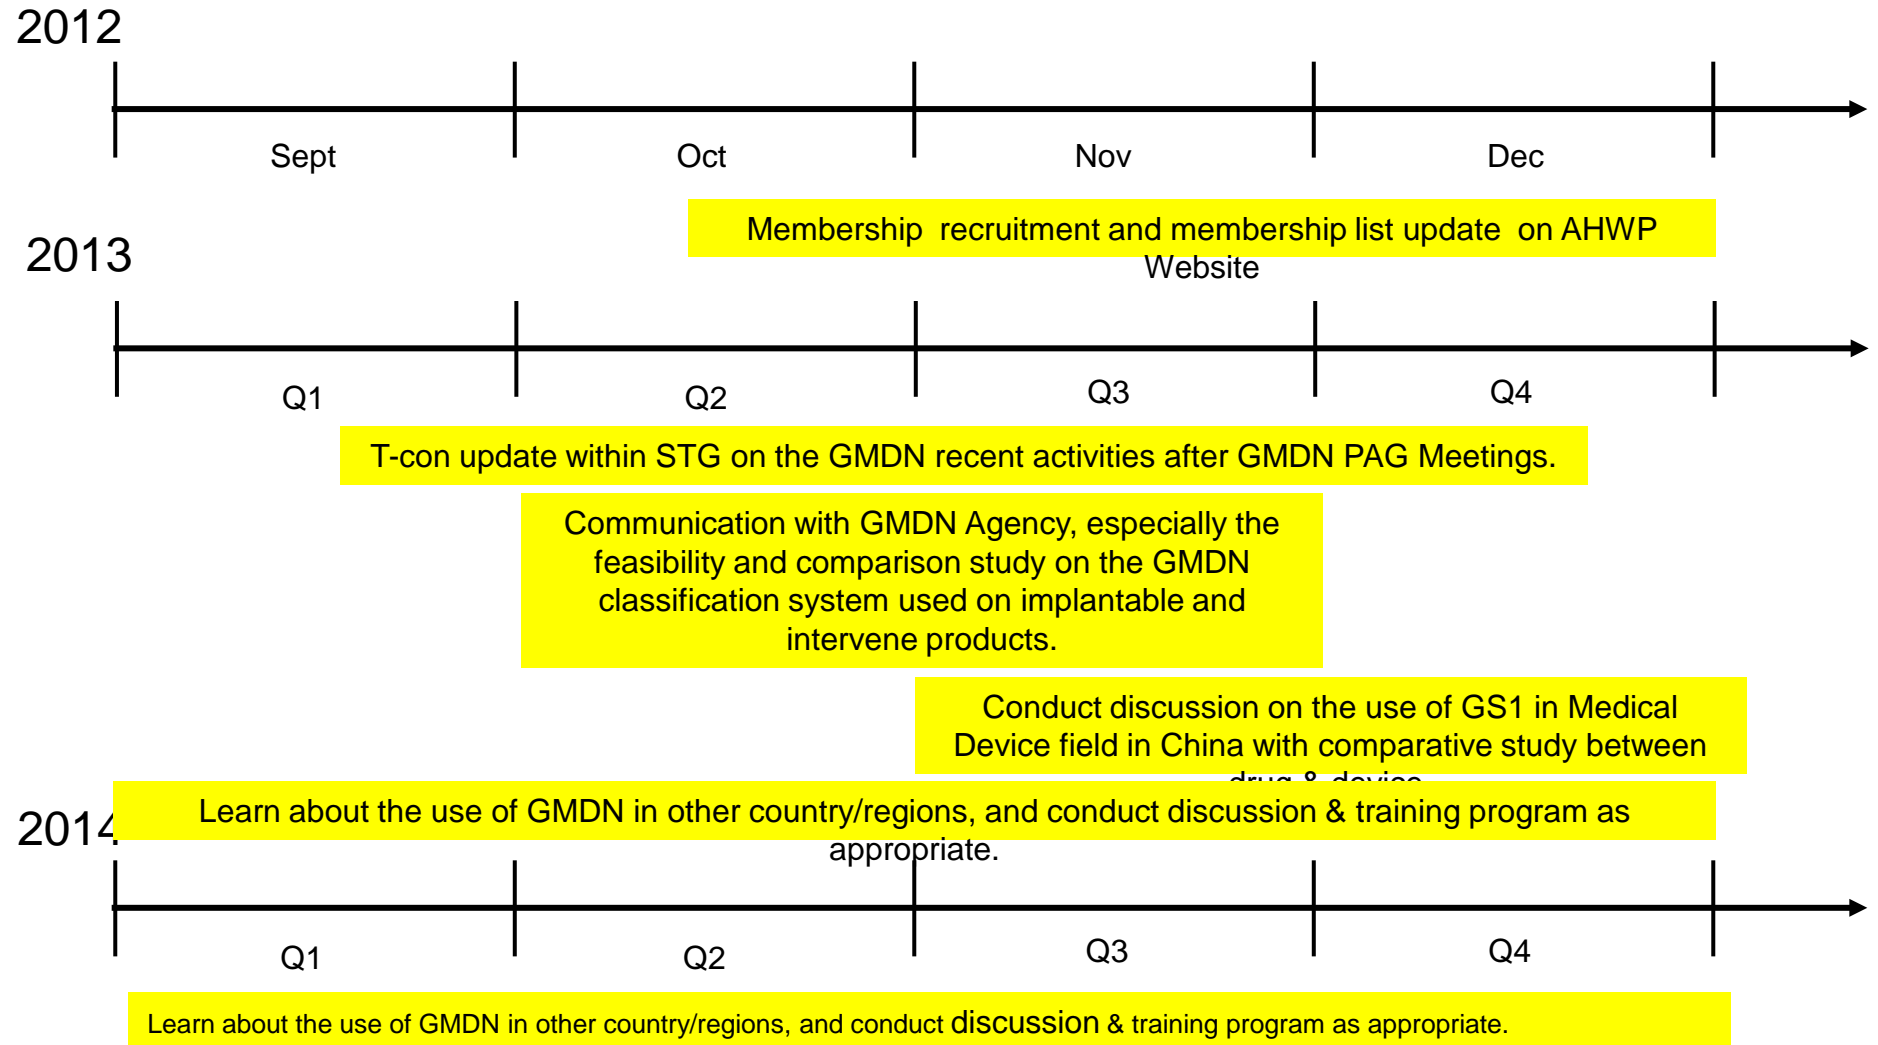 2012
Sept Oct Nov Dec
Membership recruitment and membership list update on AHWP
Website
2013
Q1 Q2 Q3 Q4
T-con update within STG on the GMDN recent activities after GMDN PAG Meetings.
Communication with GMDN Agency, especially the
feasibility and comparison study on the GMDN
classification system used on implantable and
intervene products.
Conduct discussion on the use of GS1 in Medical
Device field in China with comparative study between
drug & device
Learn about the use of GMDN in other country/regions, and conduct discussion & training program as
appropriate.
2014
Q1 Q2 Q3 Q4
Learn about the use of GMDN in other country/regions, and conduct discussion & training program as appropriate.